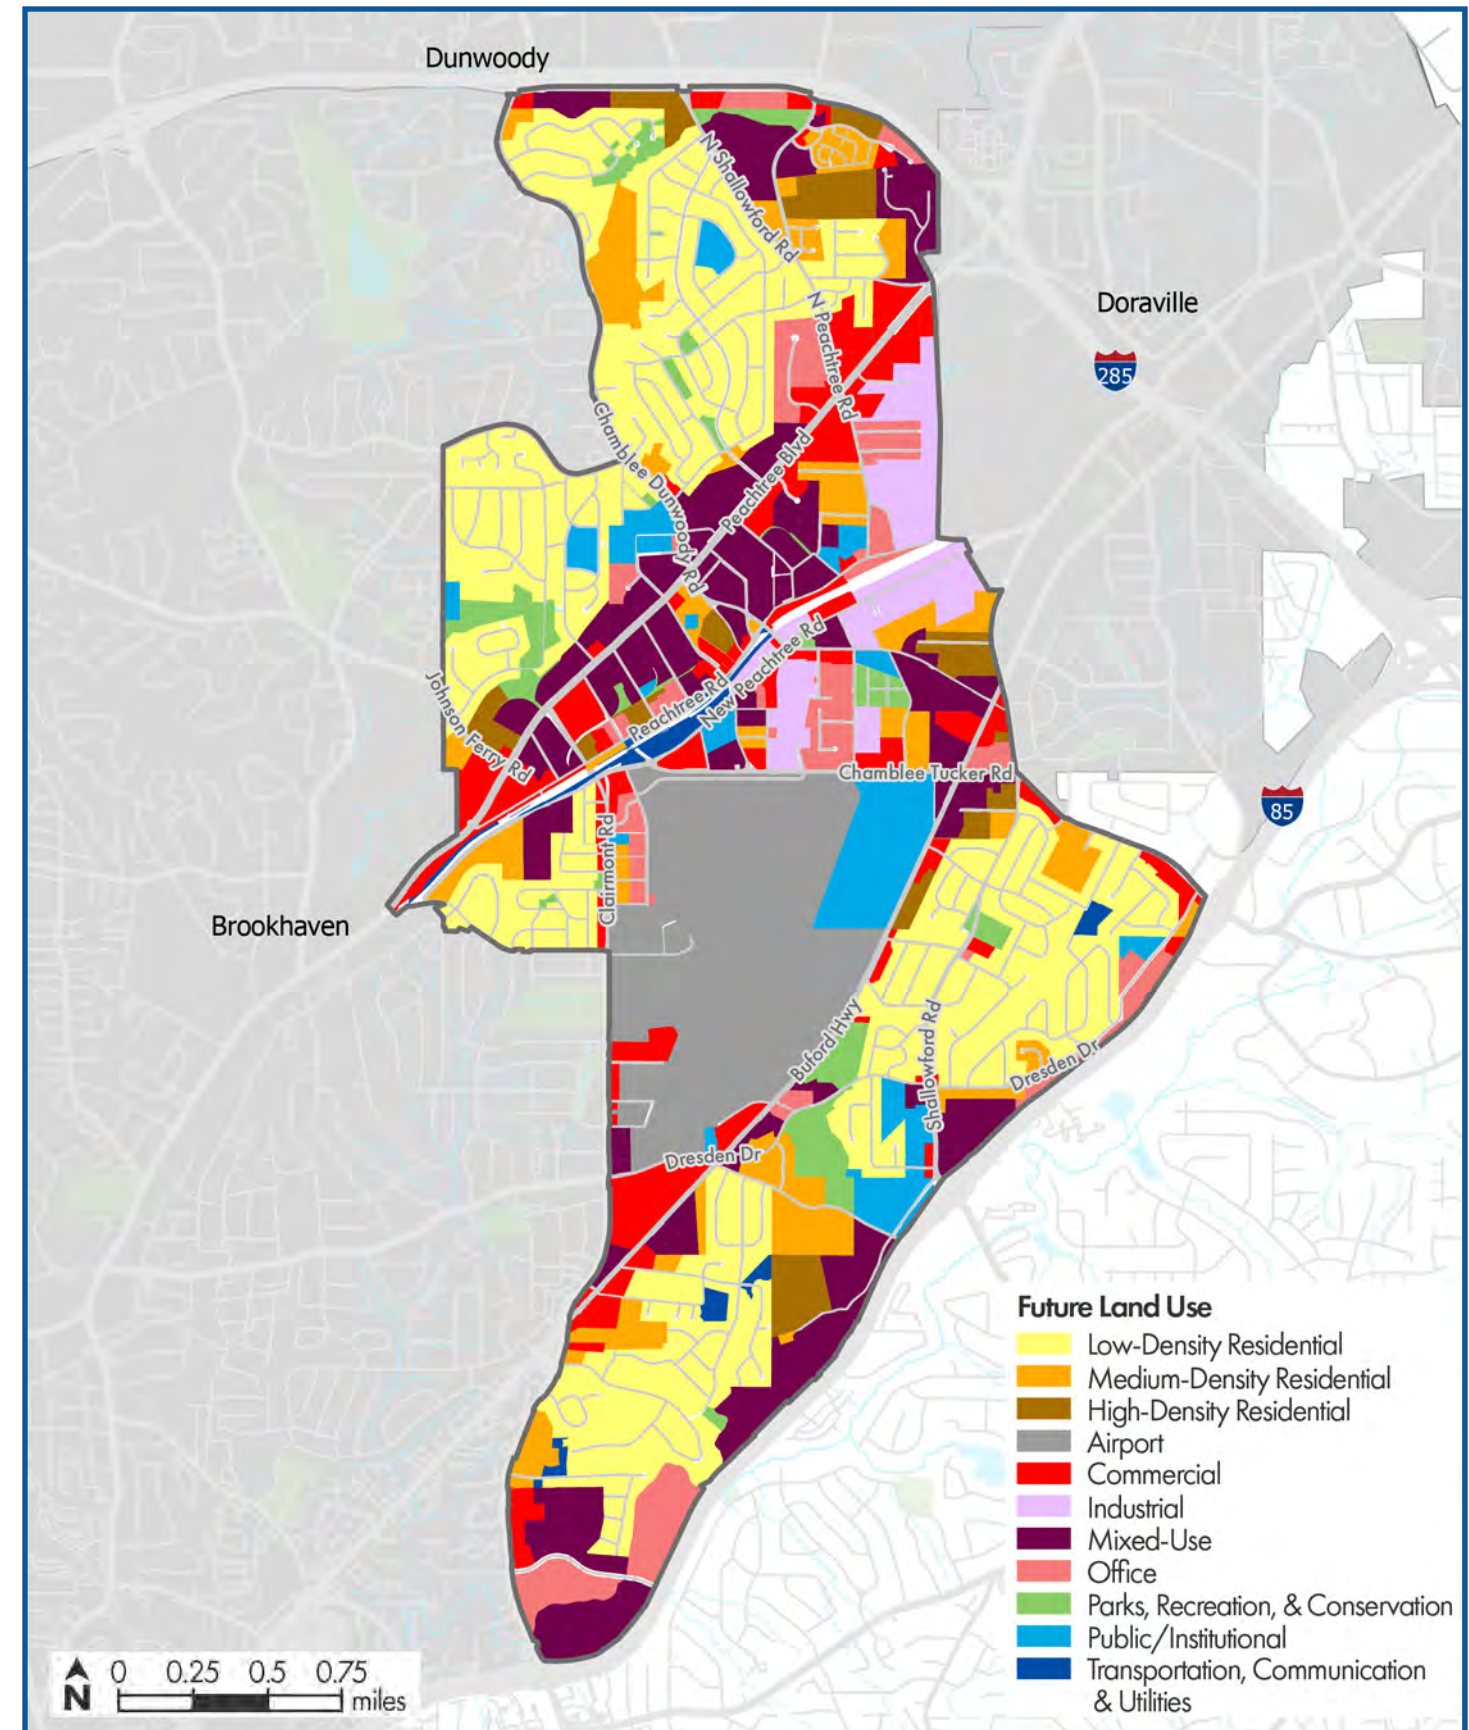 Dunwoody
N Shallowford Rd
Doraville
N Peachtree Rd
285
Chamblee Dunwoody Rd
Peachtree Blvd
Johnson Ferry Rd
Peachtree Rd
New Peachtree Rd
Chamblee Tucker Rd
85
Clairmont Rd
Brookhaven
Buford Hwy
Shallowford Rd
Dresden Dr
Dresden Dr
Future Land Use
Low-Density Residential
Medium-Density Residential
High-Density Residential
Airport
Commercial
Industrial
Mixed-Use
Office
Parks, Recreation, & Conservation
Public/Institutional
Transportation, Communication
& Utilities
N
0 0.25 0.5 0.75
miles